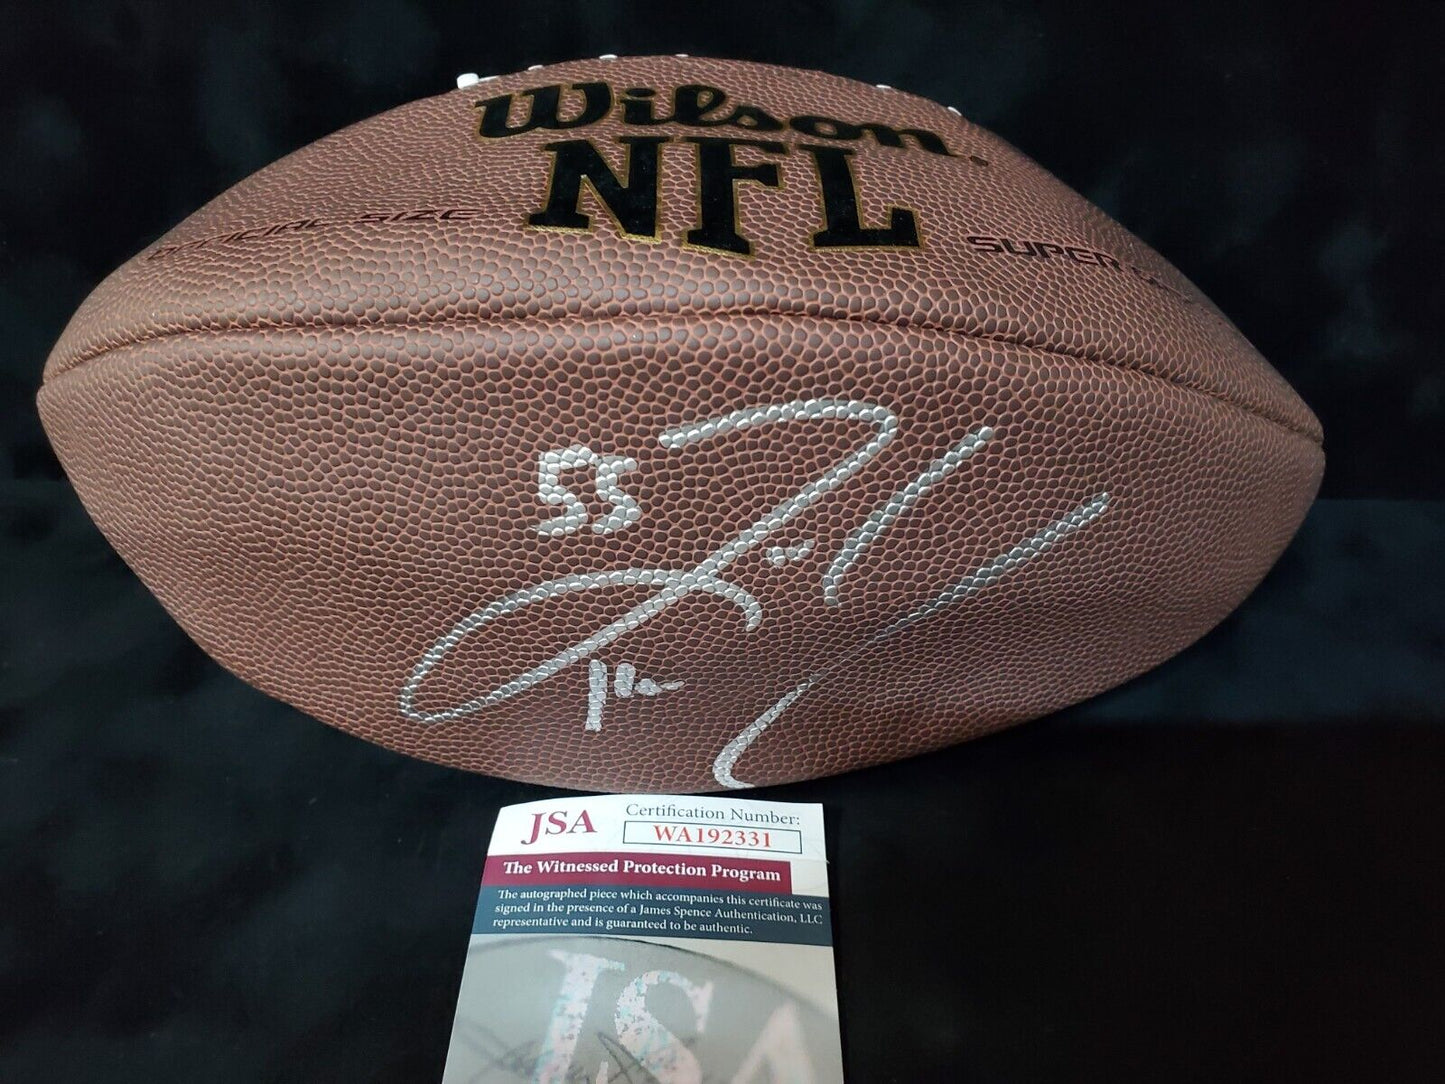 Wilson
NFL
OFFICIAL SIZE
SUPER
55
JSA
Certification Number:
WA192331
The Witnessed Protection Program
The autographed piece which accompanies this certificate was
signed in the presence of a James Spence Authentication, LLC
representative and is guaranteed to be authentic.
JSA